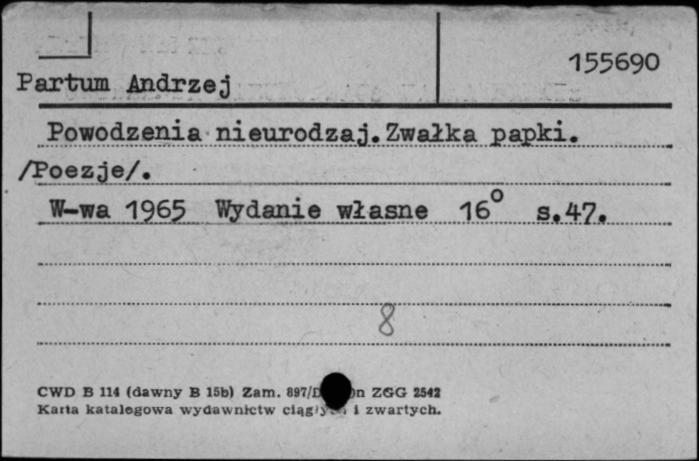 155690
Partum Andrzej
Powodzenia nieurodzaj. Zwałka papki.
/Poezje/.
W-wa 1965 Wydanie własne 16° s.47.
8
CWD B 114 (dawny B 15b) Zam. 897/ ZGG 2542
Karta katalogowa wydawnictw i zwartych.